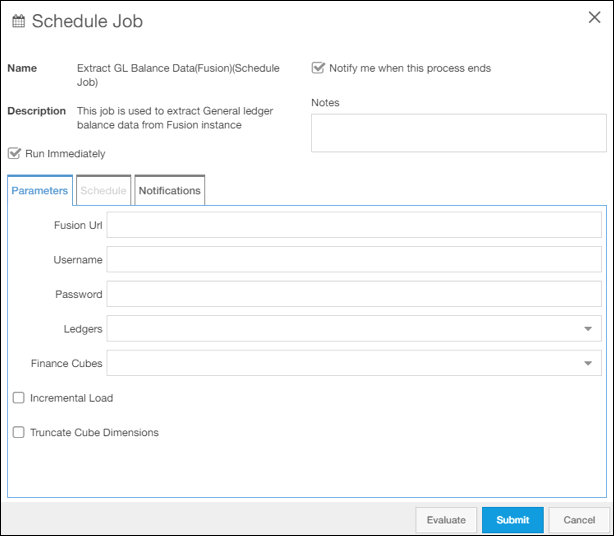 Schedule Job
Name
Extract GL Balance Data(Fusion)(Schedule
Job)
Notify me when this process ends
Description
This job is used to extract General ledger
balance data from Fusion instance
Notes
Run Immediately
Parameters
Schedule
Notifications
Fusion Url
Username
Password
Ledgers
Finance Cubes
Incremental Load
Truncate Cube Dimensions
Evaluate
Submit
Cancel